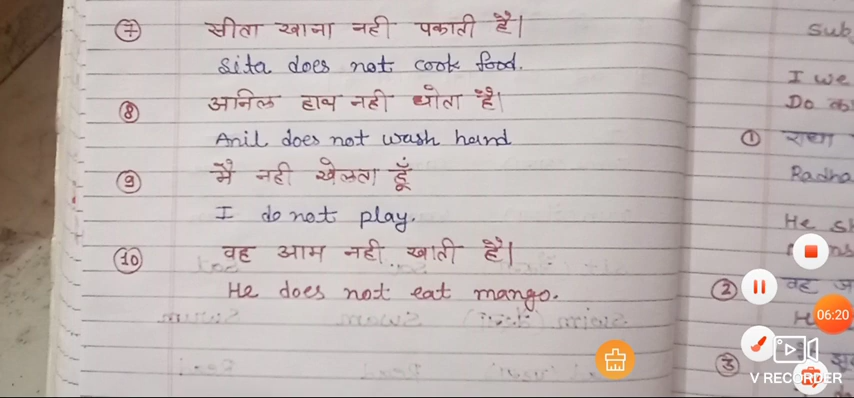 ⑦ सीता खाना नही पकाती है।
Sita does not cook food.
⑧ अनिल हाथ नही धोता है।
Anil does not wash hand
⑨ मै नही खेलता हूँ
I do not play.
⑩ वह आम नही खाती है।
He does not eat mango.
Sub
I we
Do
① राधा
Radha
He
② वह
③
06:20
V RECORDER